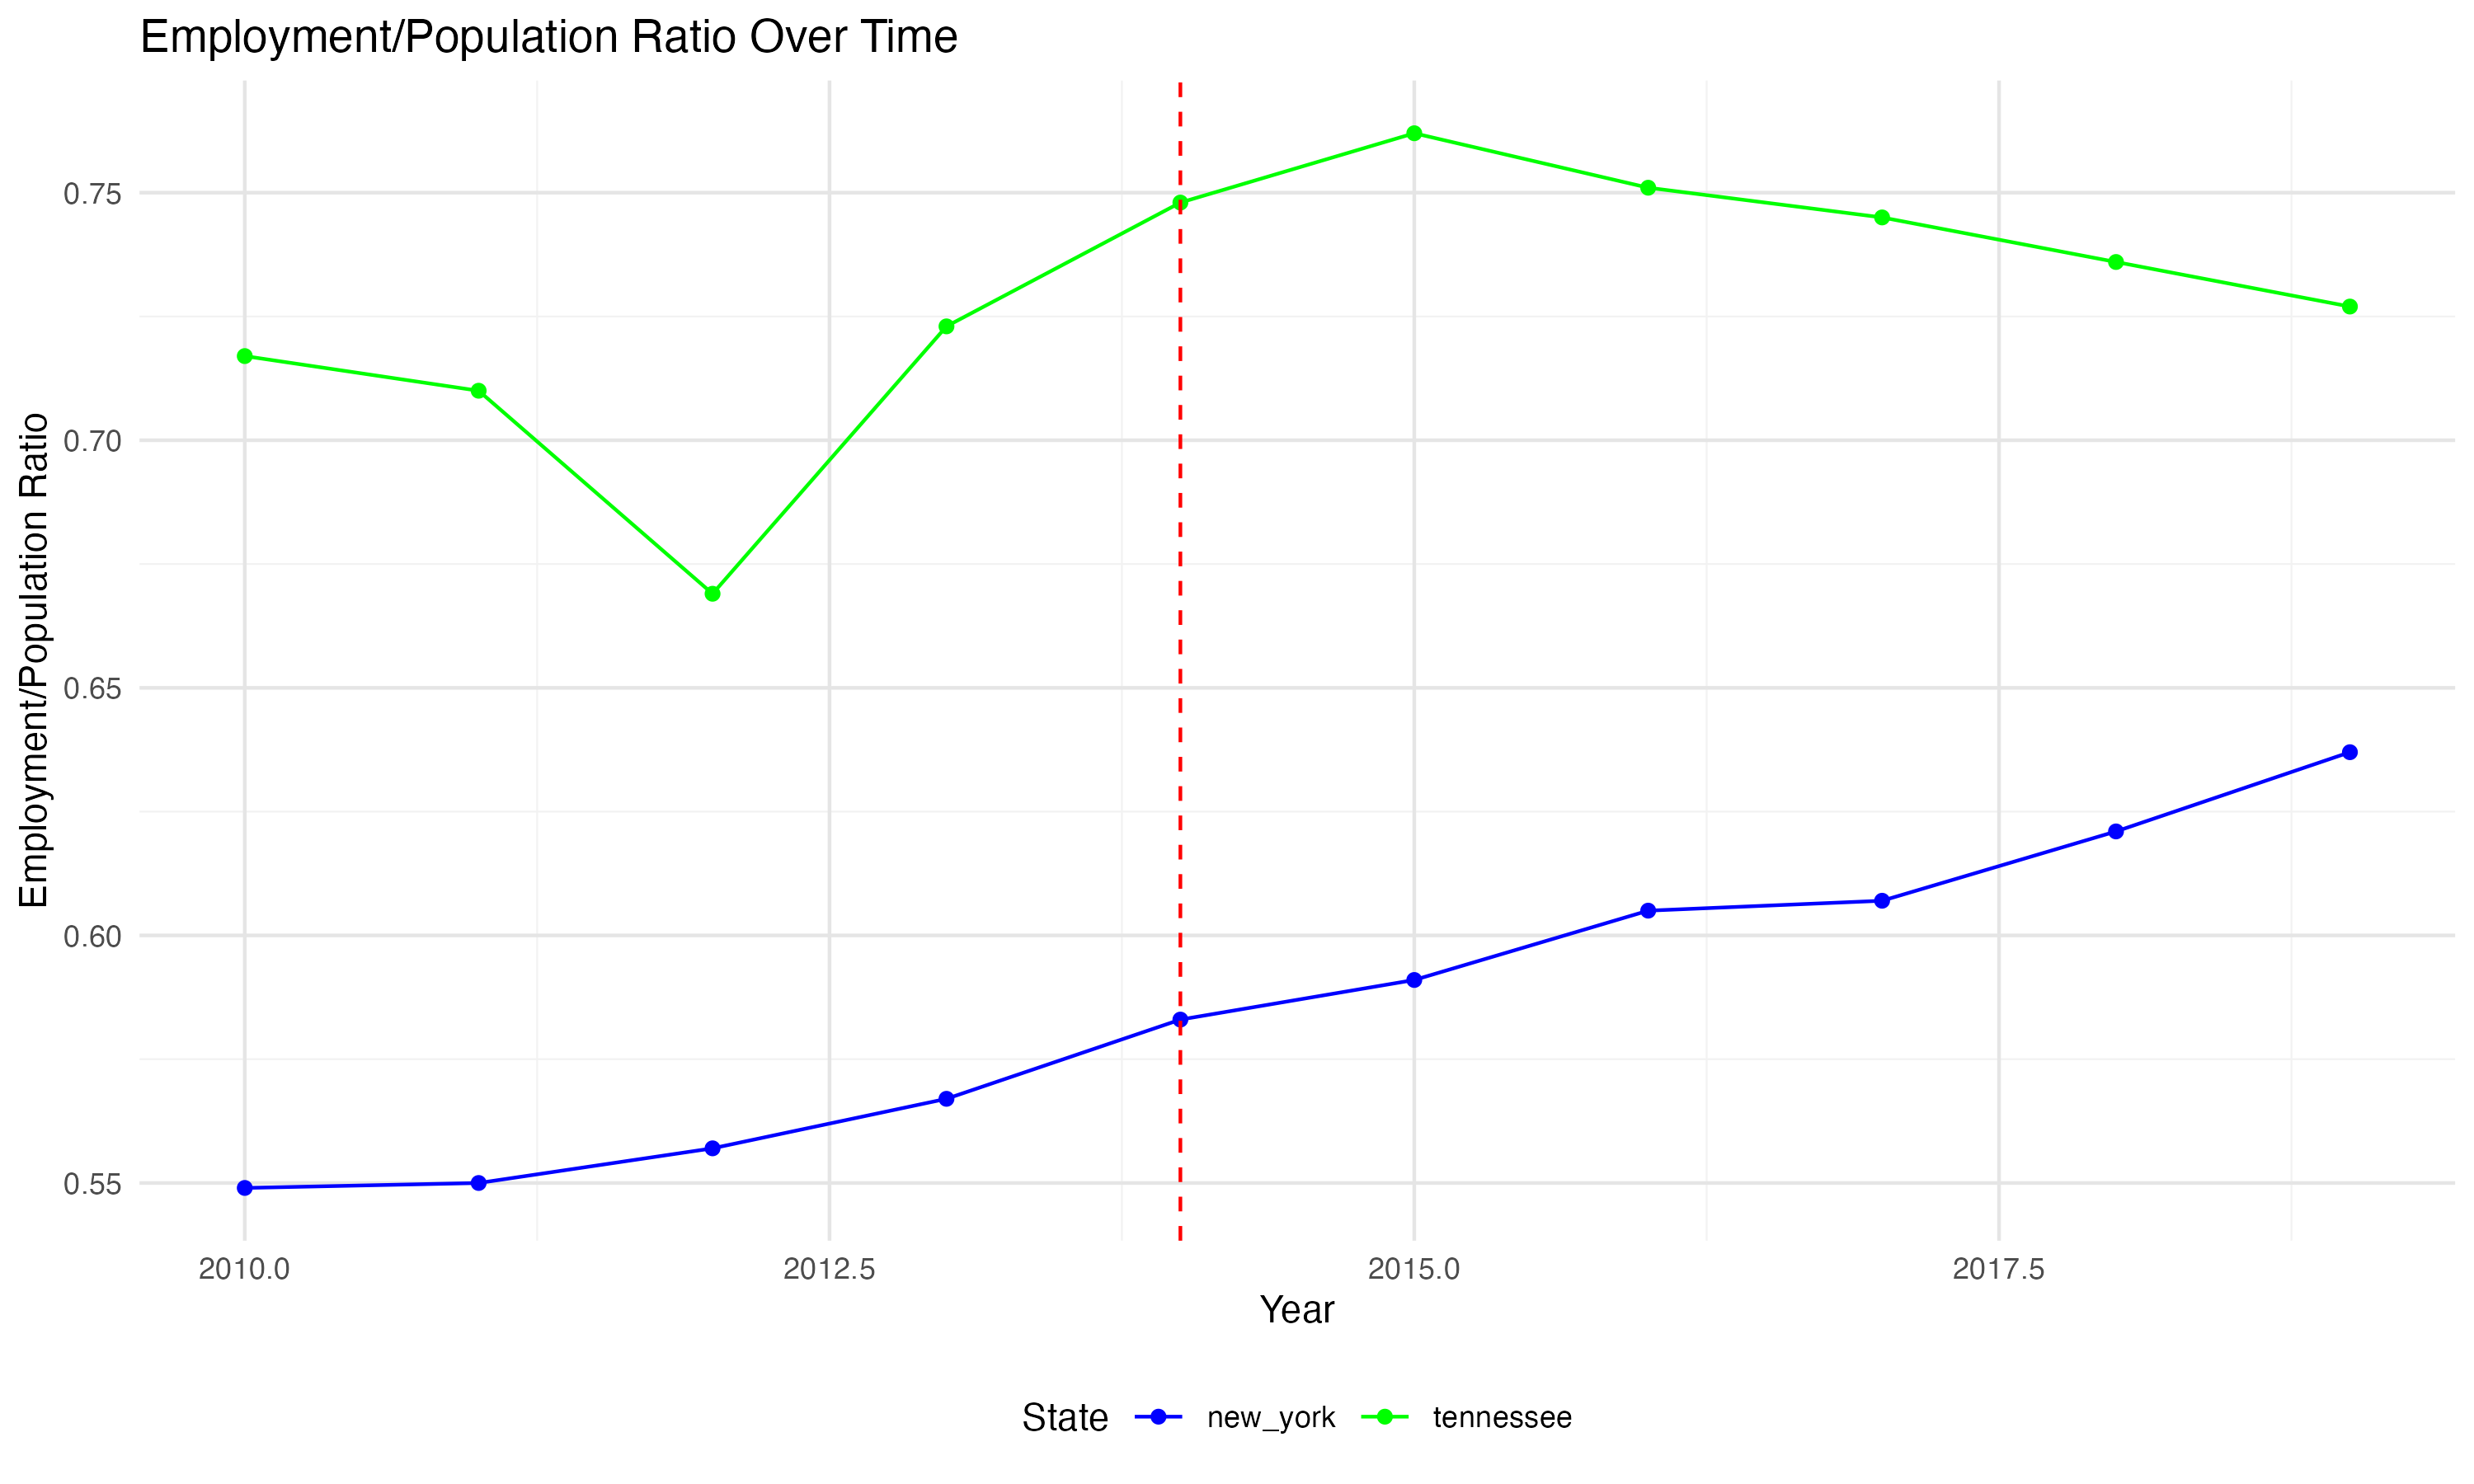 Employment/Population Ratio Over Time
Employment/Population Ratio
0.75
0.70
0.65
0.60
0.55
2010.0 2012.5 2015.0 2017.5
Year
State new_york tennessee